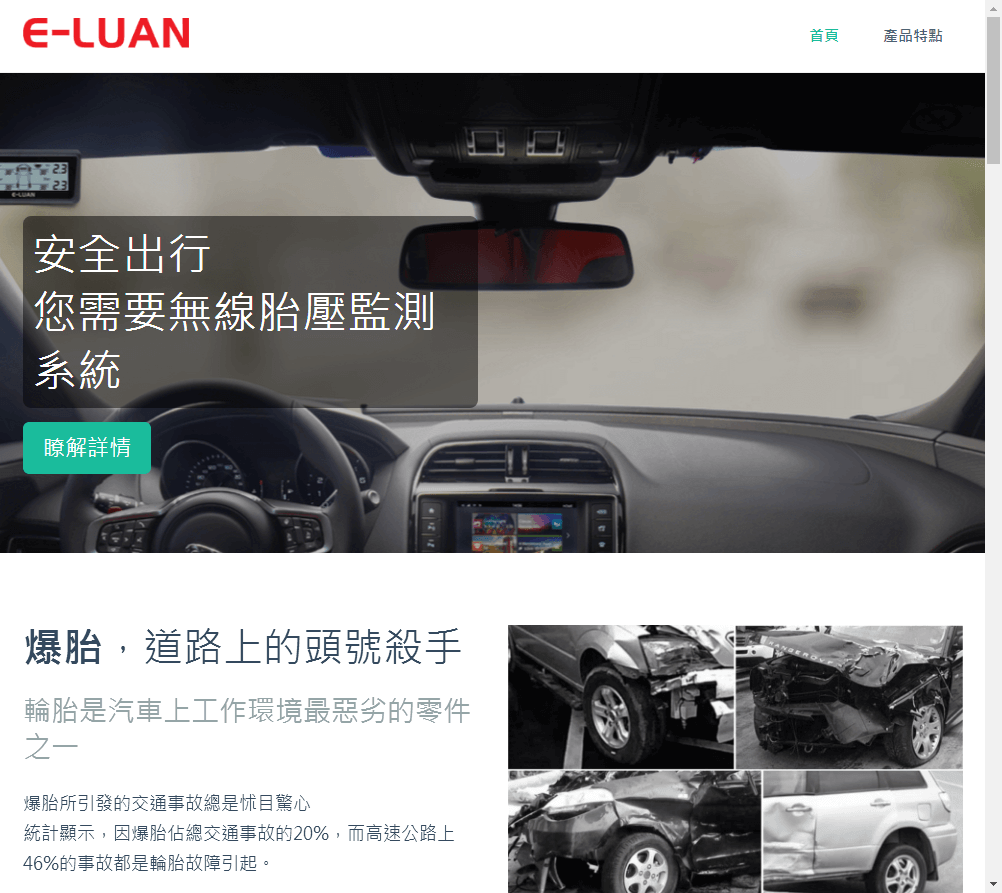 E-LUAN
首頁
產品特點
2.3
2.3
E-LUAN
安全出行
您需要無線胎壓監測
系統
瞭解詳情
爆胎，道路上的頭號殺手
輪胎是汽車上工作環境最惡劣的零件
之一
爆胎所引發的交通事故總是怵目驚心
統計顯示，因爆胎佔總交通事故的20%，而高速公路上
46%的事故都是輪胎故障引起。